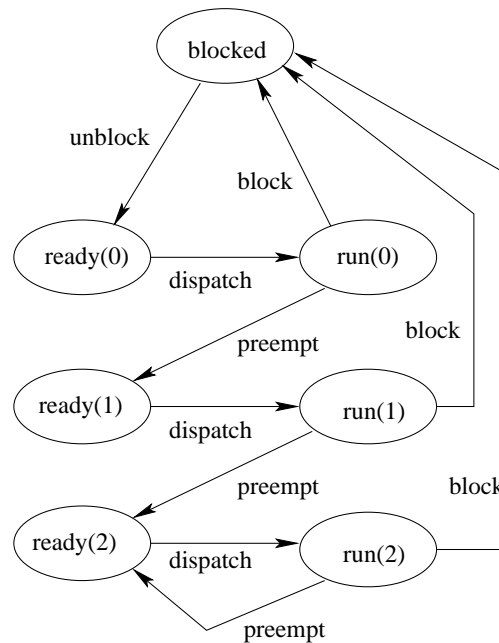 blocked
unblock
block
ready(0)
run(0)
dispatch
block
preempt
ready(1)
run(1)
dispatch
preempt
block
ready(2)
run(2)
dispatch
preempt